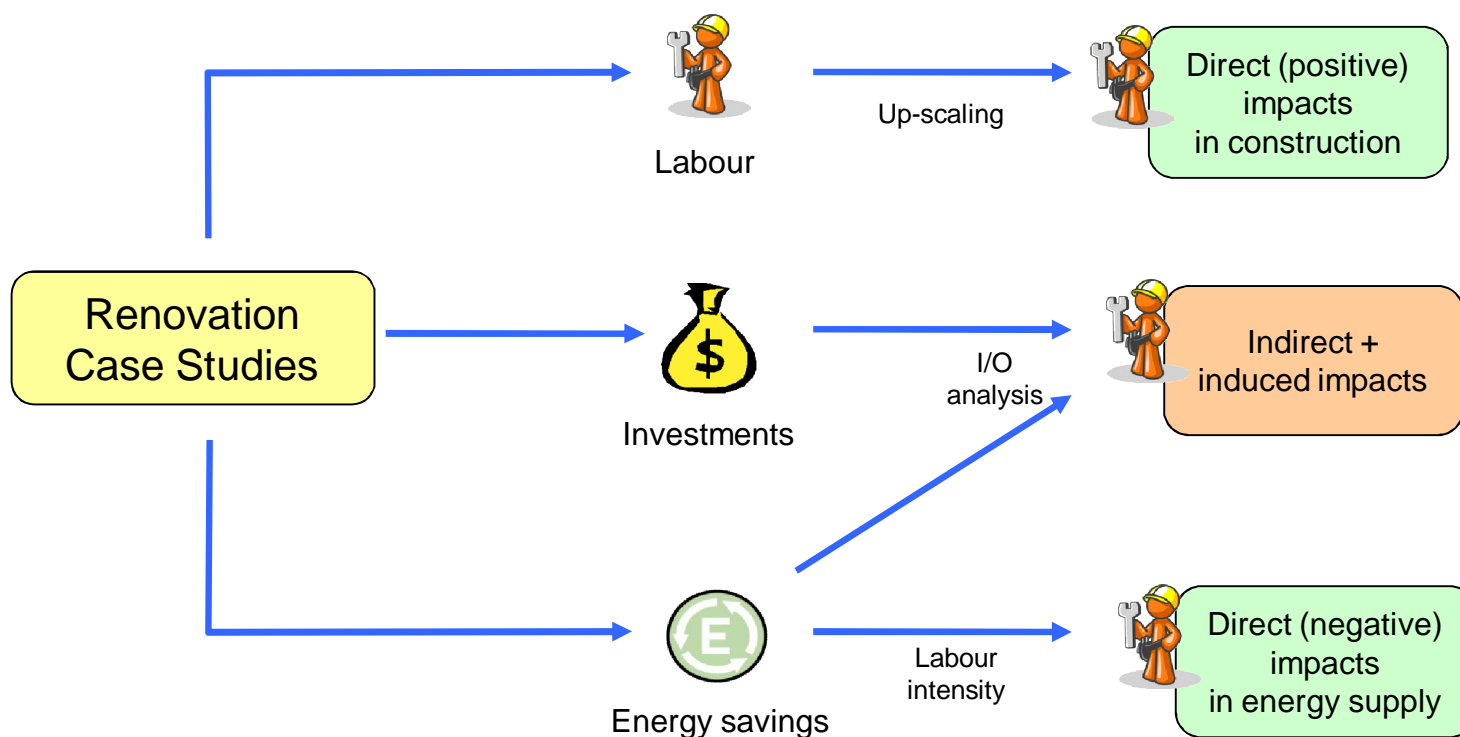 Direct (positive)
impacts
in construction
Up-scaling
Labour
Renovation
Case Studies
$
Investments
I/O
analysis
Indirect +
induced impacts
E
Energy savings
Labour
intensity
Direct (negative)
impacts
in energy supply